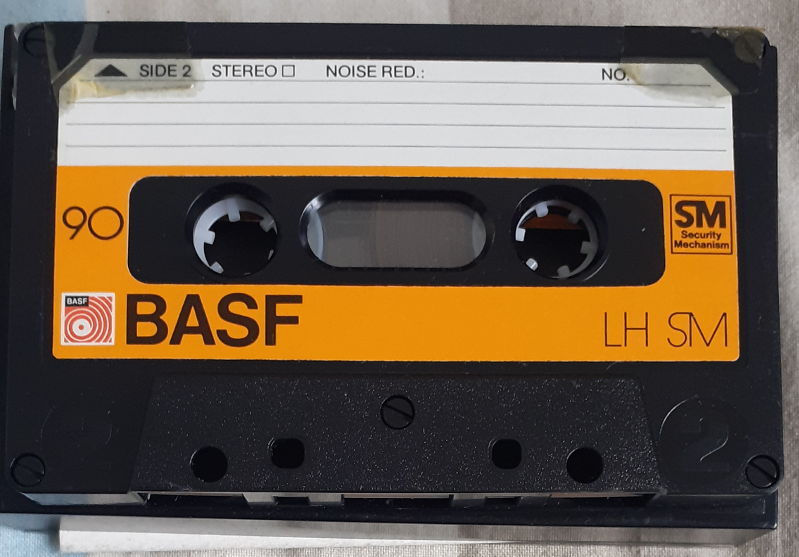 SIDE 2 STEREO NOISE RED.: NO.
90
SM
Security
Mechanism
BASF
BASF
LH SM
2